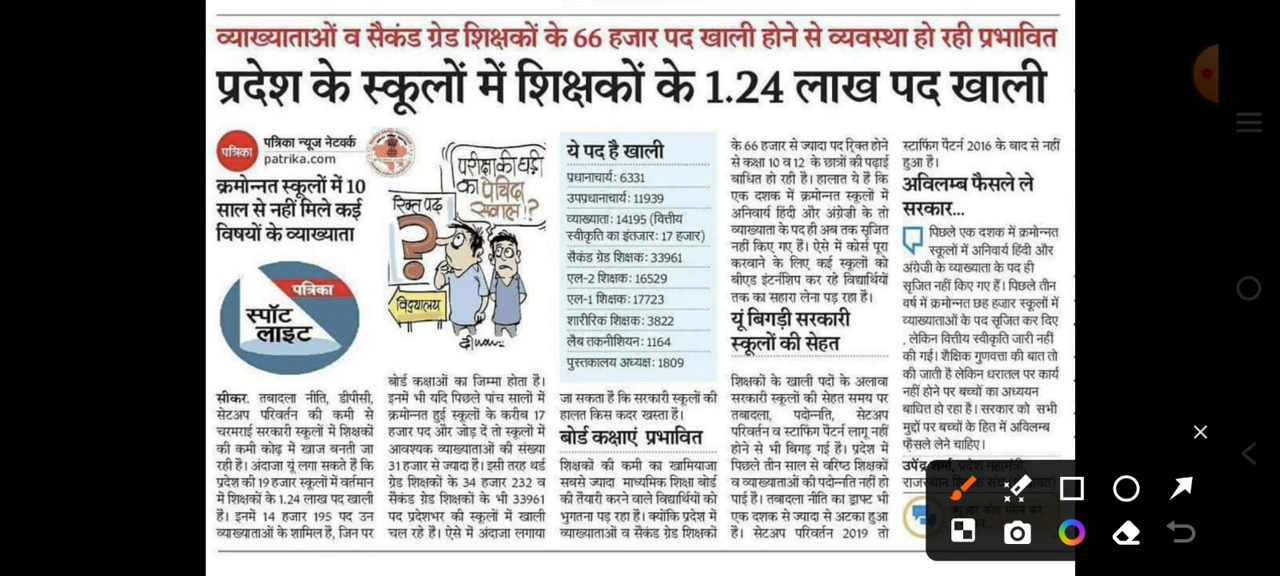 व्याख्याताओं व सैकंड ग्रेड शिक्षकों के 66 हजार पद खाली होने से व्यवस्था हो रही प्रभावित
प्रदेश के स्कूलों में शिक्षकों के 1.24 लाख पद खाली
पत्रिका
पत्रिका न्यूज नेटवर्क
patrika.com
क्रमोन्नत स्कूलों में 10
साल से नहीं मिले कई
विषयों के व्याख्याता
पत्रिका
स्पॉट
लाइट
सीकर. तबादला नीति, डीपीसी,
सेटअप परिवर्तन की कमी से
चरमराई सरकारी स्कूलों में शिक्षकों
की कमी कोढ़ में खाज बनती जा
रही है। अंदाजा यूं लगा सकते है कि
प्रदेश की 19 हजार स्कूलों में वर्तमान
में शिक्षकों के 1.24 लाख पद खाली
है। इनमें 14 हजार 195 पद उन
व्याख्याताओं के शामिल है, जिन पर
परीक्षा की घड़ी
का पेचिदा
सवाल!?
रिक्त पद
?
विद्यालय
बोर्ड कक्षाओं का जिम्मा होता है।
इनमें भी यदि पिछले पांच सालों में
क्रमोन्नत हुई स्कूलों के करीब 17
हजार पद और जोड़ दें तो स्कूलों में
आवश्यक व्याख्याताओं की संख्या
31 हजार से ज्यादा है। इसी तरह थर्ड
ग्रेड शिक्षकों के 34 हजार 232 व
सैकंड ग्रेड शिक्षकों के भी 33961
पद प्रदेशभर की स्कूलों में खाली
चल रहे हैं। ऐसे में अंदाजा लगाया
ये पद है खाली
प्रधानाचार्य: 6331
उपप्रधानाचार्य: 11939
व्याख्याता: 14195 (वित्तीय
स्वीकृति का इंतजार: 17 हजार)
सैकंड ग्रेड शिक्षक: 33961
एल-2 शिक्षक: 16529
एल-1 शिक्षक: 17723
शारीरिक शिक्षक: 3822
लैब तकनीशियन: 1164
पुस्तकालय अध्यक्ष: 1809
जा सकता है कि सरकारी स्कूलों की
हालत किस कदर खस्ता है।
बोर्ड कक्षाएं प्रभावित
शिक्षकों की कमी का खामियाजा
सबसे ज्यादा माध्यमिक शिक्षा बोर्ड
की तैयारी करने वाले विद्यार्थियों को
भुगतना पड़ रहा है। क्योंकि प्रदेश में
व्याख्याताओं व सैकंड ग्रेड शिक्षकों
के 66 हजार से ज्यादा पद रिक्त होने
से कक्षा 10 व 12 के छात्रों की पढ़ाई
बाधित हो रही है। हालात ये है कि
एक दशक में क्रमोन्नत स्कूलों में
अनिवार्य हिंदी और अंग्रेजी के तो
व्याख्याता के पद ही अब तक सृजित
नहीं किए गए है। ऐसे में कोर्स पूरा
करवाने के लिए कई स्कूलों को
बीएड इंटर्नशिप कर रहे विद्यार्थियों
तक का सहारा लेना पड़ रहा है।
यूं बिगड़ी सरकारी
स्कूलों की सेहत
शिक्षकों के खाली पदों के अलावा
सरकारी स्कूलों की सेहत समय पर
तबादला, पदोन्नति, सेटअप
परिवर्तन व स्टाफिंग पैटर्न लागू नहीं
होने से भी बिगड़ गई है। प्रदेश में
पिछले तीन साल से वरिष्ठ शिक्षकों
व व्याख्याताओं की पदोन्नति नहीं हो
पाई है। तबादला नीति का ड्राफ्ट भी
एक दशक से ज्यादा से अटका हुआ
है। सेटअप परिवर्तन 2019 तो
स्टाफिंग पैटर्न 2016 के बाद से नहीं
हुआ है।
अविलम्ब फैसले ले
सरकार...
पिछले एक दशक में क्रमोन्नत
स्कूलों में अनिवार्य हिंदी और
अंग्रेजी के व्याख्याता के पद ही
सृजित नहीं किए गए हैं। पिछले तीन
वर्ष में क्रमोन्नत छह हजार स्कूलों में
व्याख्याताओं के पद सृजित कर दिए
, लेकिन वित्तीय स्वीकृति जारी नहीं
की गई। शैक्षिक गुणवत्ता की बात तो
की जाती है लेकिन धरातल पर कार्य
नहीं होने पर बच्चों का अध्ययन
बाधित हो रहा है। सरकार को सभी
मुद्दों पर बच्चों के हित में अविलम्ब
फैसले लेने चाहिए।
उपेंद्र शर्मा, प्रदेश महामंत्री,